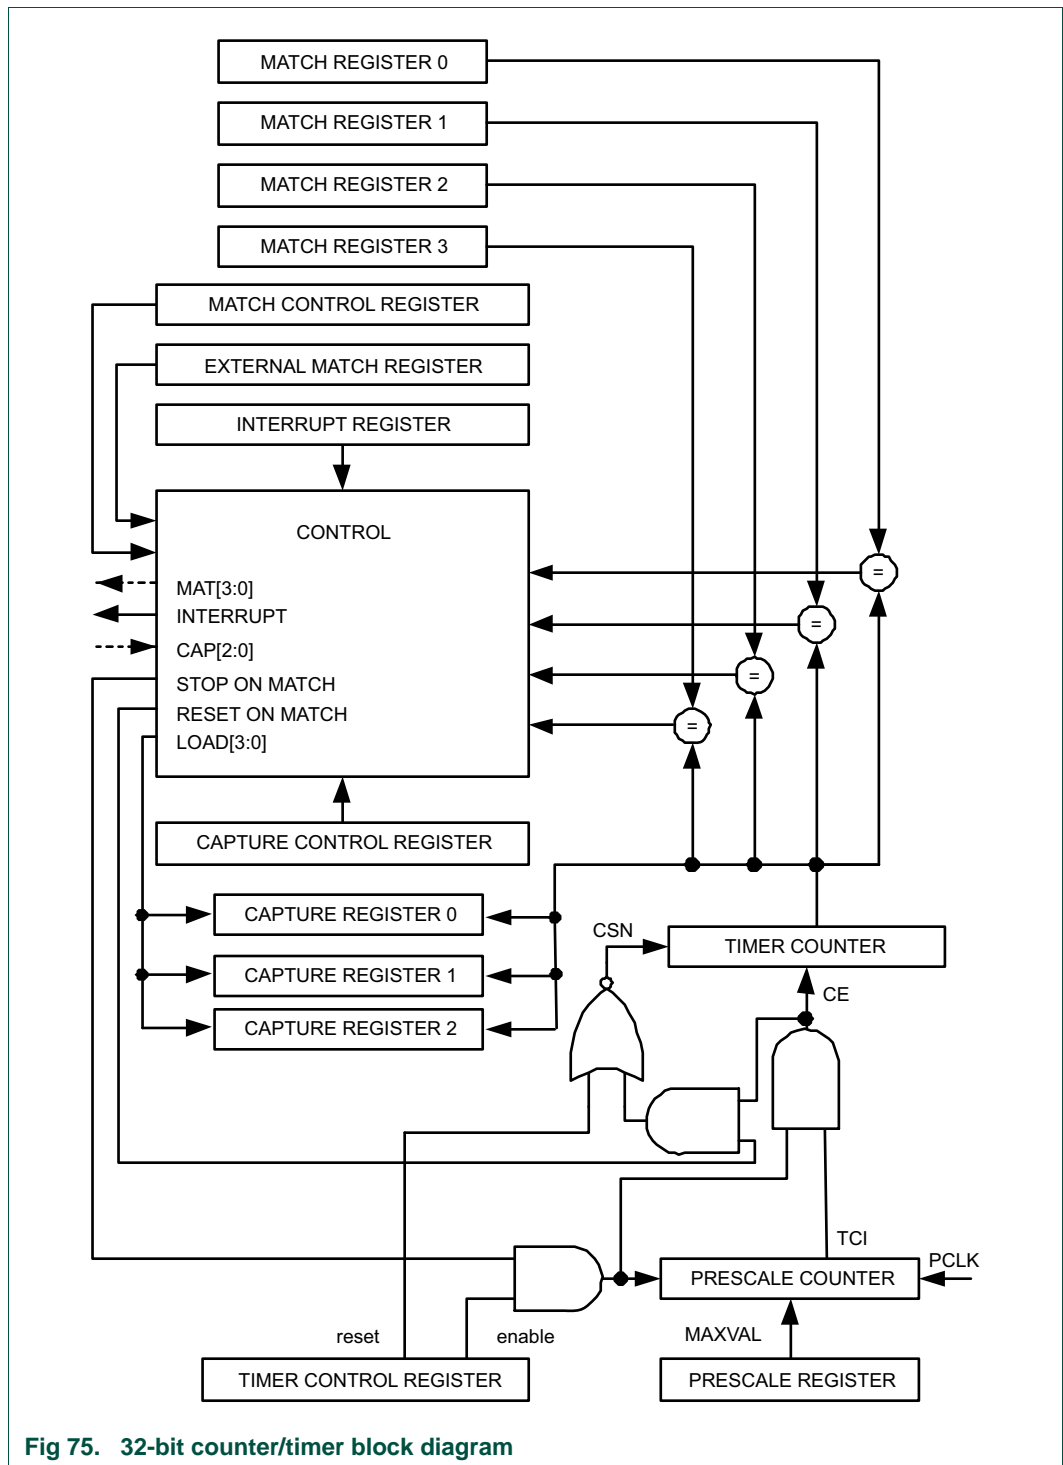 MATCH REGISTER 0
MATCH REGISTER 1
MATCH REGISTER 2
MATCH REGISTER 3
MATCH CONTROL REGISTER
EXTERNAL MATCH REGISTER
INTERRUPT REGISTER
CONTROL
=
=
=
=
MAT[3:0]
INTERRUPT
CAP[2:0]
STOP ON MATCH
RESET ON MATCH
LOAD[3:0]
CAPTURE CONTROL REGISTER
CAPTURE REGISTER 0
CAPTURE REGISTER 1
CAPTURE REGISTER 2
CSN
TIMER COUNTER
CE
TCI
PCLK
PRESCALE COUNTER
reset
enable
MAXVAL
TIMER CONTROL REGISTER
PRESCALE REGISTER
Fig 75. 32-bit counter/timer block diagram